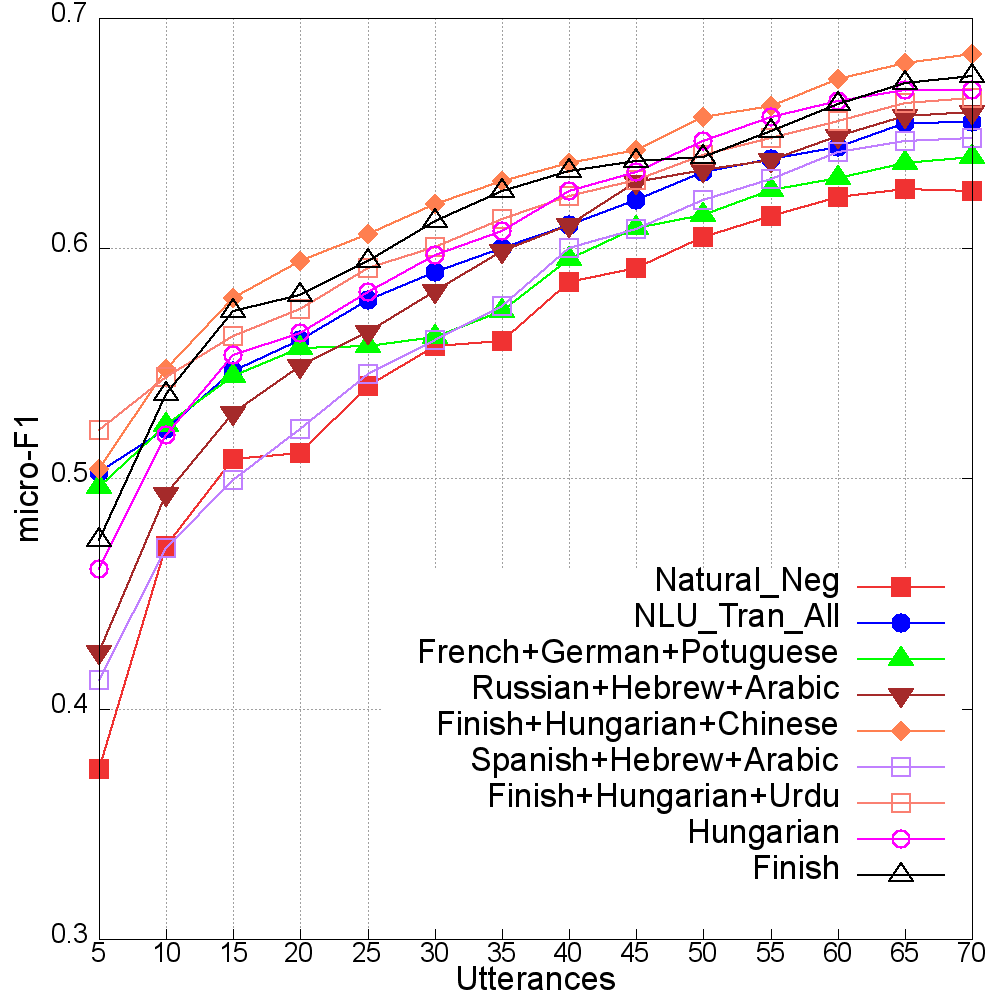 0.7
0.6
0.5
0.4
0.3
micro-F1
Natural_Neg
NLU_Tran_All
French+German+Potuguese
Russian+Hebrew+Arabic
Finish+Hungarian+Chinese
Spanish+Hebrew+Arabic
Finish+Hungarian+Urdu
Hungarian
Finish
5 10 15 20 25 30 35 40 45 50 55 60 65 70
Utterances